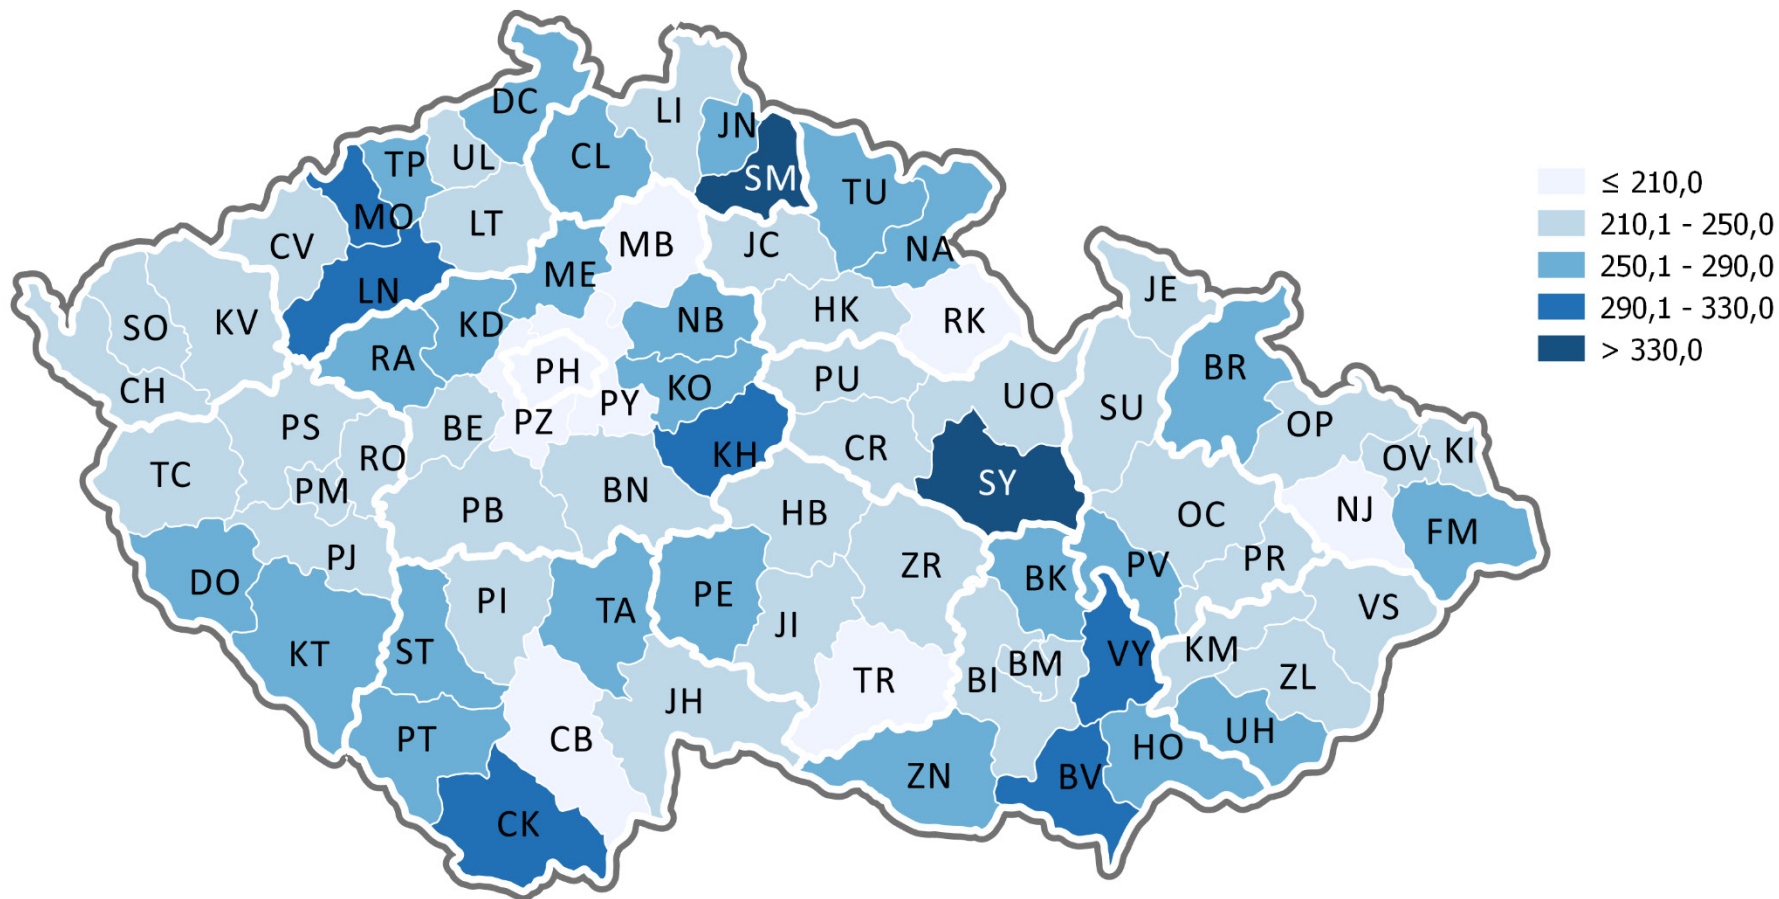 DC
LI
JN
TP
UL
CL
SM
TU
MO
LT
CV
MB
JC
NA
ME
LN
JE
SO
KV
KD
NB
HK
RK
RA
PH
BR
CH
KO
PU
PY
UO
SU
PS
BE
PZ
OP
RO
KH
CR
OV
KI
TC
PM
BN
SY
PB
HB
OC
NJ
FM
PJ
ZR
PV
PR
DO
PI
TA
PE
BK
JI
VS
KT
ST
VY
KM
TR
BI
BM
ZL
JH
PT
CB
HO
UH
ZN
BV
CK
≤ 210,0
210,1 - 250,0
250,1 - 290,0
290,1 - 330,0
> 330,0